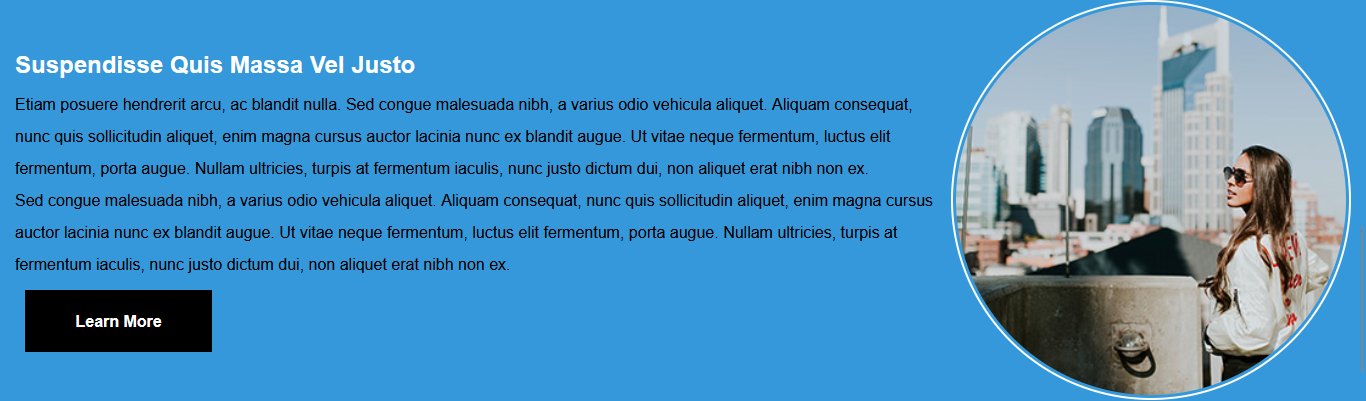 Suspendisse Quis Massa Vel Justo
Etiam posuere hendrerit arcu, ac blandit nulla. Sed congue malesuada nibh, a varius odio vehicula aliquet. Aliquam consequat,
nunc quis sollicitudin aliquet, enim magna cursus auctor lacinia nunc ex blandit augue. Ut vitae neque fermentum, luctus elit
fermentum, porta augue. Nullam ultricies, turpis at fermentum iaculis, nunc justo dictum dui, non aliquet erat nibh non ex.
Sed congue malesuada nibh, a varius odio vehicula aliquet. Aliquam consequat, nunc quis sollicitudin aliquet, enim magna cursus
auctor lacinia nunc ex blandit augue. Ut vitae neque fermentum, luctus elit fermentum, porta augue. Nullam ultricies, turpis at
fermentum iaculis, nunc justo dictum dui, non aliquet erat nibh non ex.
Learn More